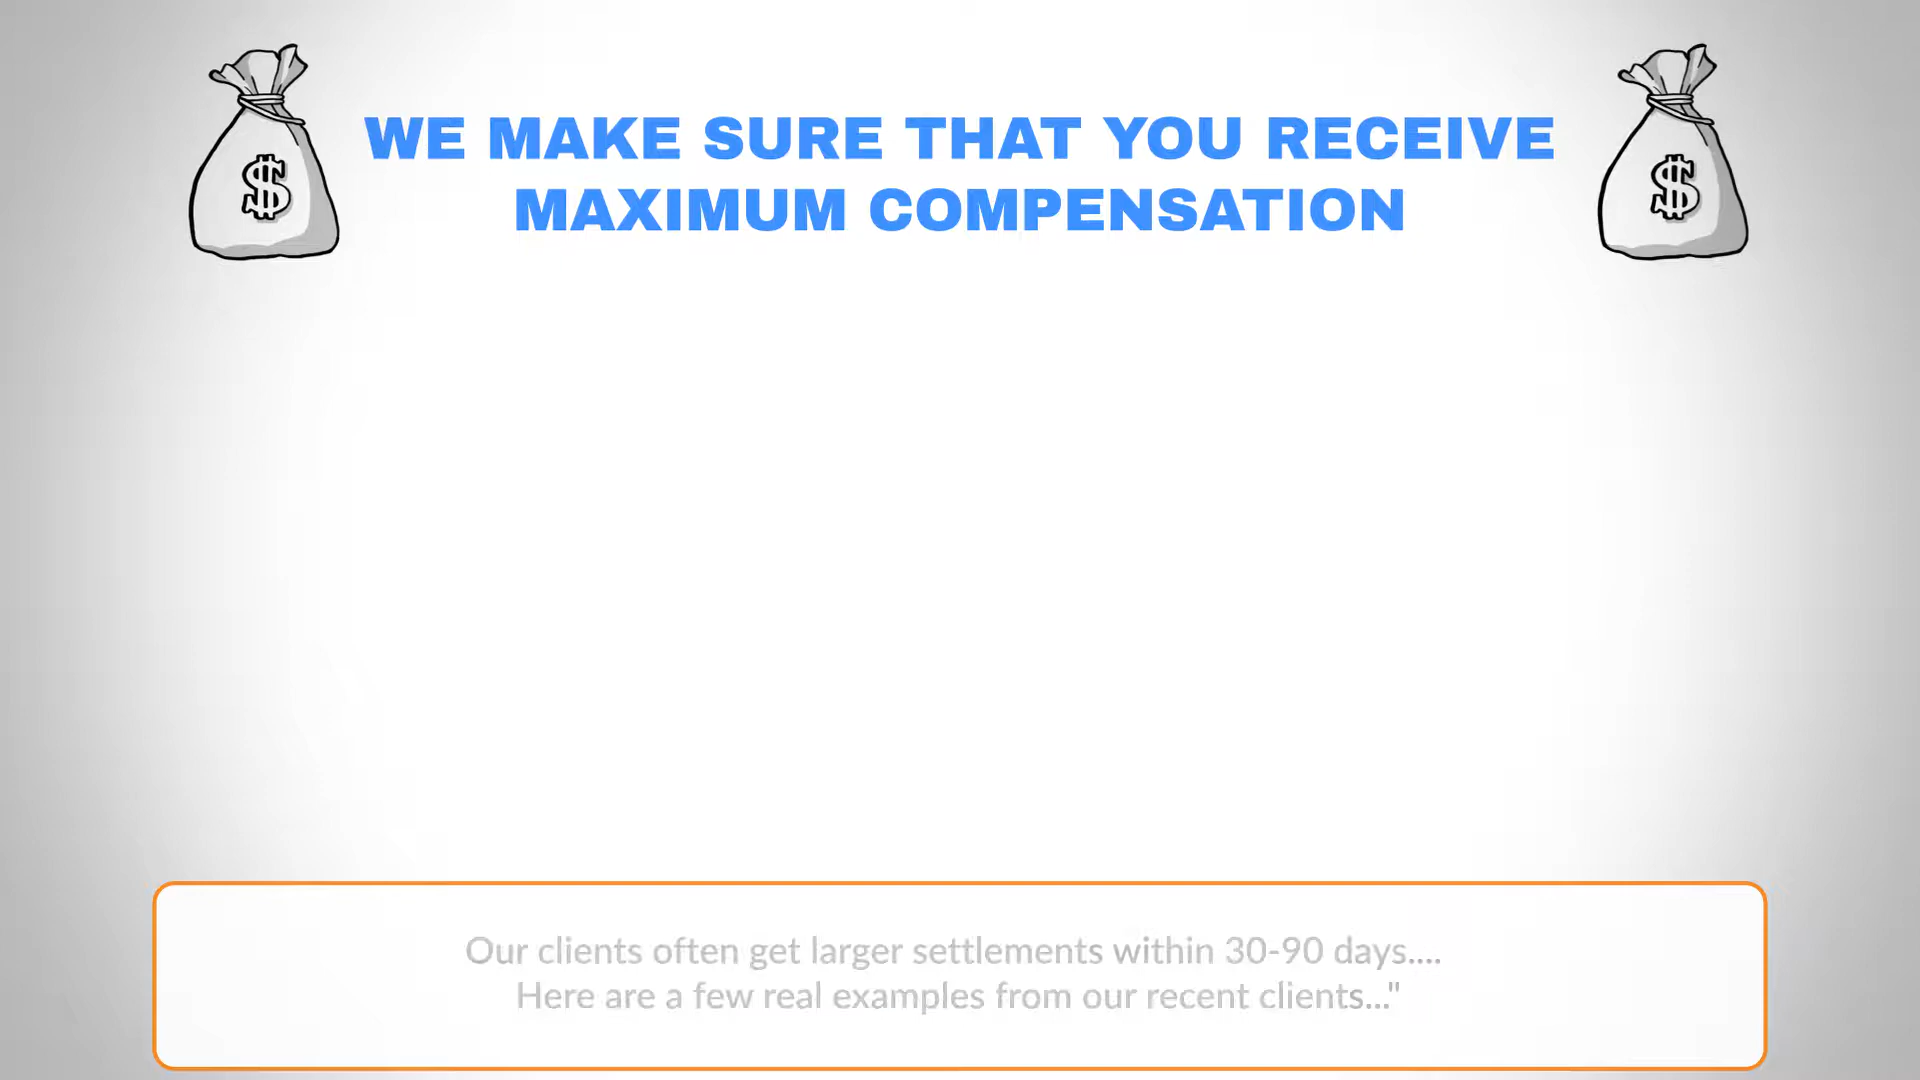 WE MAKE SURE THAT YOU RECEIVE
MAXIMUM COMPENSATION
$
$
Our clients often get larger settlements within 30-90 days....
Here are a few real examples from our recent clients..."